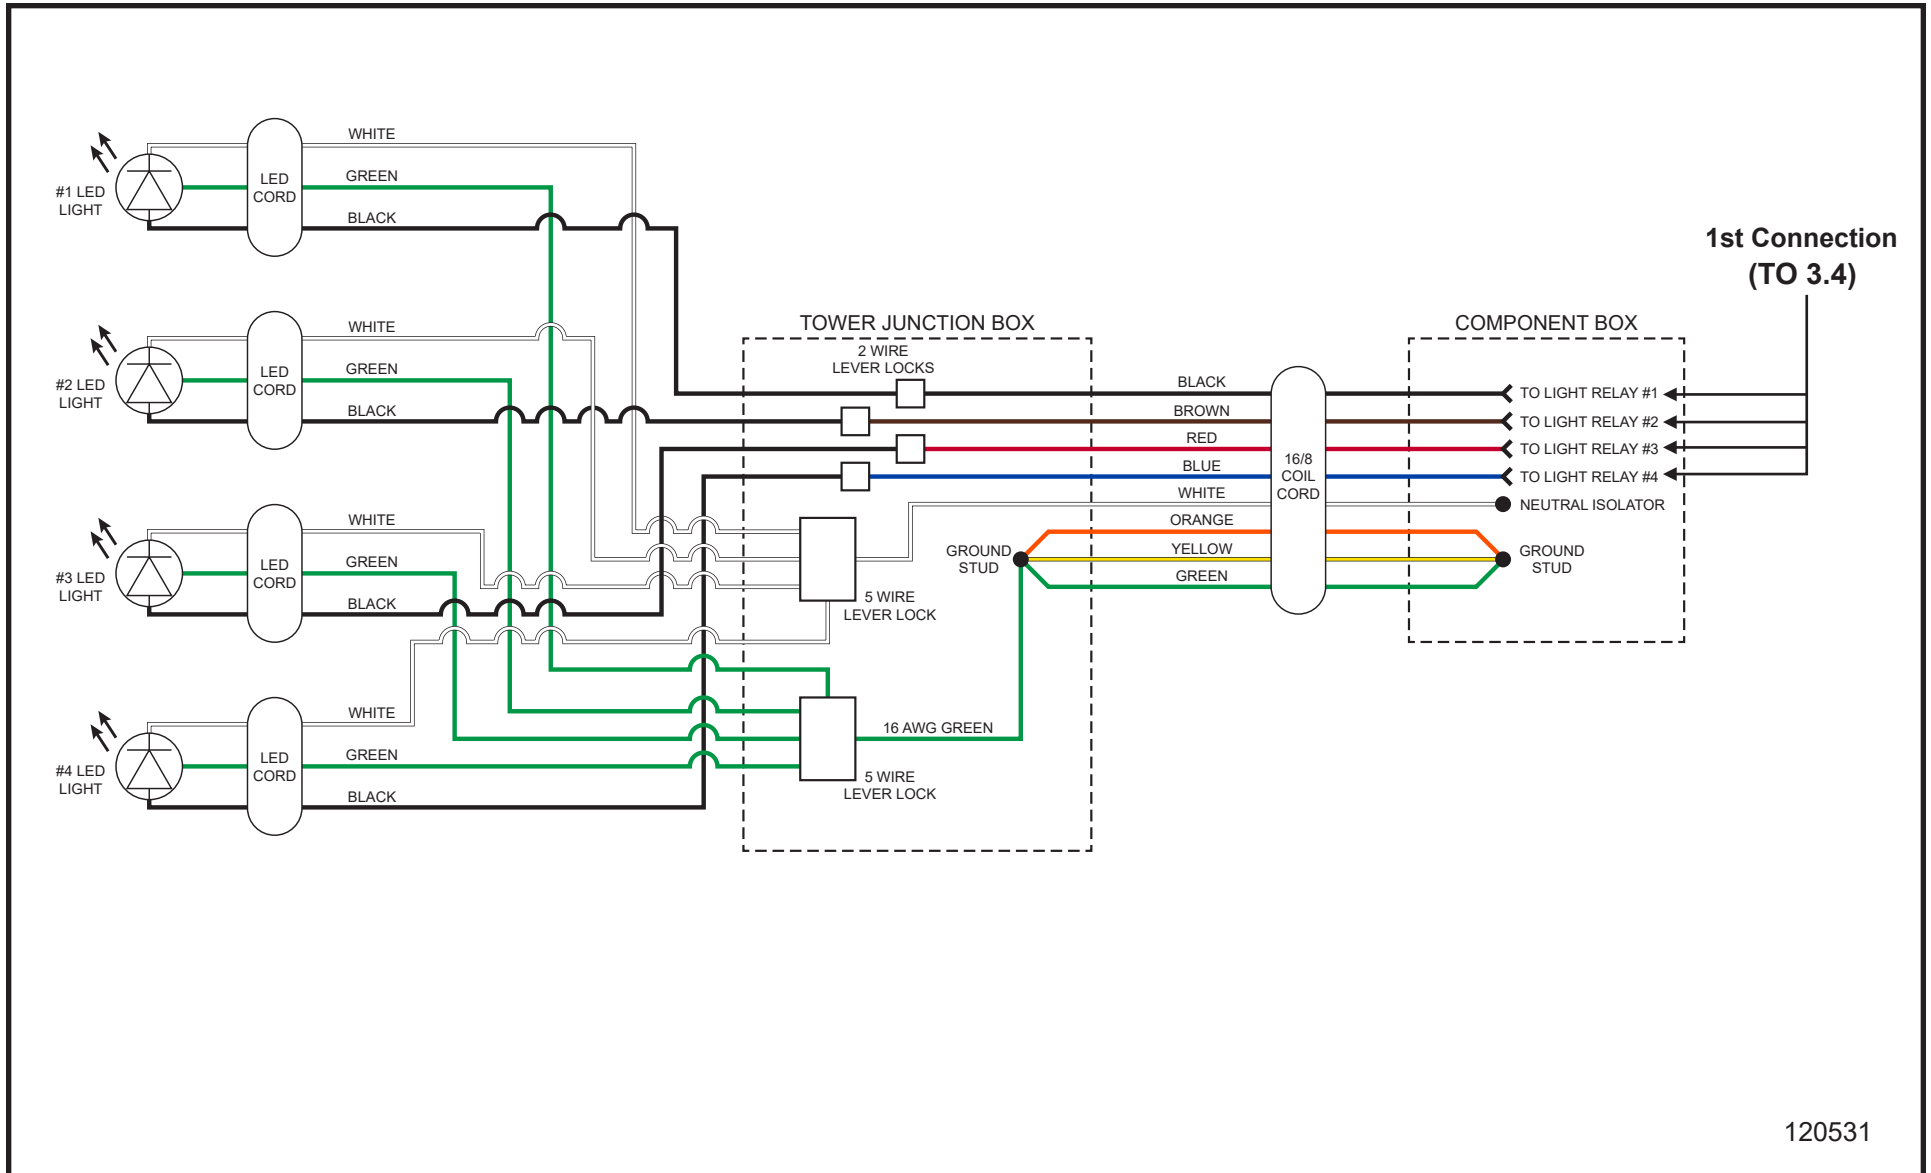 WHITE
GREEN
BLACK
#1 LED
LIGHT
LED
CORD
WHITE
GREEN
BLACK
#2 LED
LIGHT
LED
CORD
WHITE
GREEN
BLACK
#3 LED
LIGHT
LED
CORD
WHITE
GREEN
BLACK
#4 LED
LIGHT
LED
CORD
TOWER JUNCTION BOX
2 WIRE
LEVER LOCKS
5 WIRE
LEVER LOCK
GROUND
STUD
16 AWG GREEN
5 WIRE
LEVER LOCK
BLACK
BROWN
RED
BLUE
WHITE
ORANGE
YELLOW
GREEN
16/8
COIL
CORD
COMPONENT BOX
TO LIGHT RELAY #1
TO LIGHT RELAY #2
TO LIGHT RELAY #3
TO LIGHT RELAY #4
NEUTRAL ISOLATOR
GROUND
STUD
1st Connection
(TO 3.4)
120531